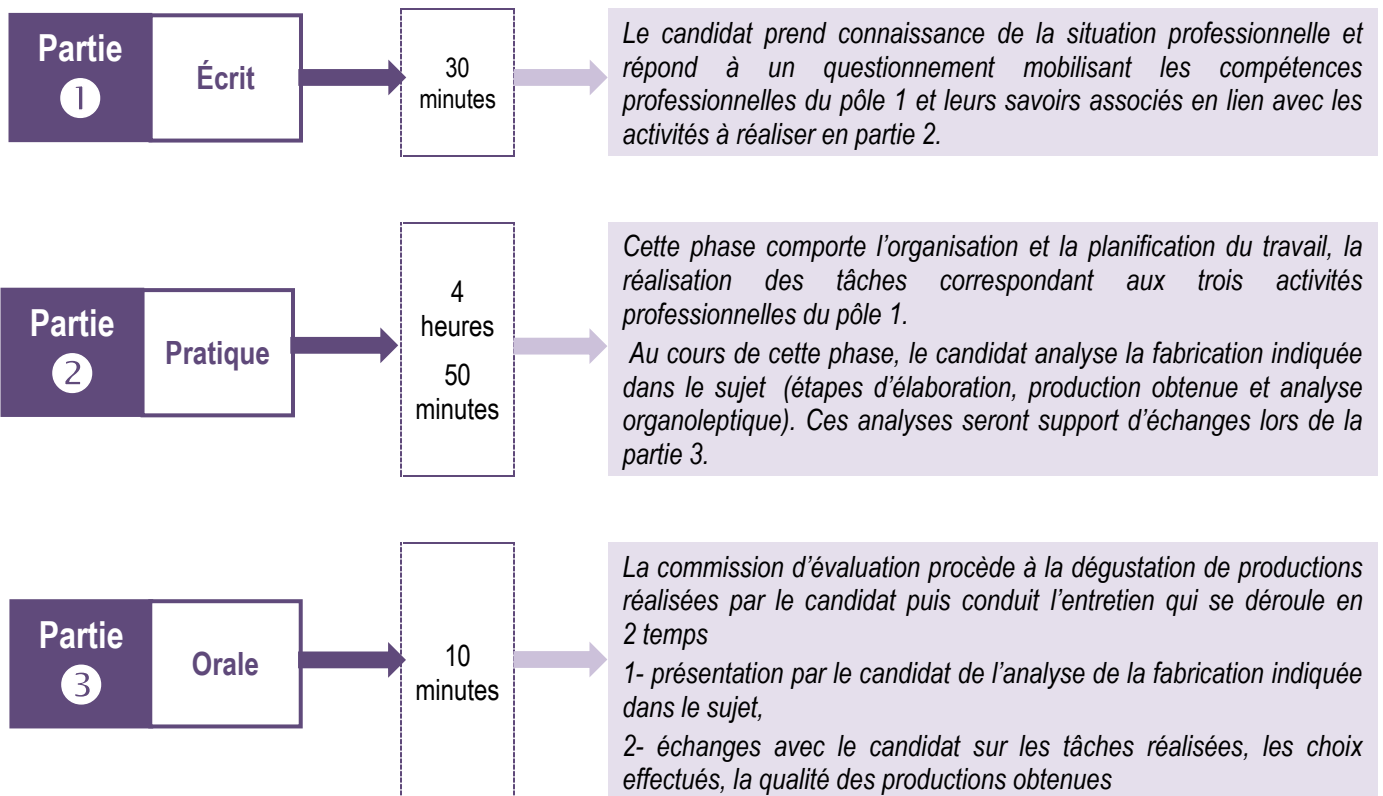 Partie
1
Écrit
30
minutes
Le candidat prend connaissance de la situation professionnelle et
répond à un questionnement mobilisant les compétences
professionnelles du pôle 1 et leurs savoirs associés en lien avec les
activités à réaliser en partie 2.
Partie
2
Pratique
4
heures
50
minutes
Cette phase comporte l’organisation et la planification du travail, la
réalisation des tâches correspondant aux trois activités
professionnelles du pôle 1.
Au cours de cette phase, le candidat analyse la fabrication indiquée
dans le sujet (étapes d’élaboration, production obtenue et analyse
organoleptique). Ces analyses seront support d’échanges lors de la
partie 3.
Partie
3
Orale
10
minutes
La commission d’évaluation procède à la dégustation de productions
réalisées par le candidat puis conduit l’entretien qui se déroule en
2 temps
1- présentation par le candidat de l’analyse de la fabrication indiquée
dans le sujet,
2- échanges avec le candidat sur les tâches réalisées, les choix
effectués, la qualité des productions obtenues